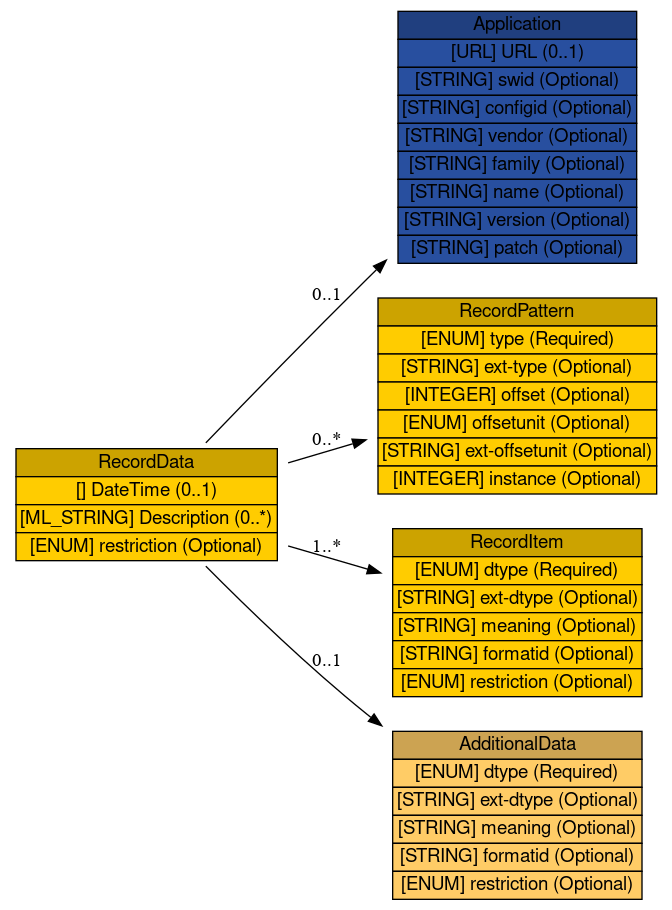 Application
[URL] URL (0..1)
[STRING] swid (Optional)
[STRING] configid (Optional)
[STRING] vendor (Optional)
[STRING] family (Optional)
[STRING] name (Optional)
[STRING] version (Optional)
[STRING] patch (Optional)
0..1
RecordPattern
[ENUM] type (Required)
[STRING] ext-type (Optional)
[INTEGER] offset (Optional)
[ENUM] offsetunit (Optional)
[STRING] ext-offsetunit (Optional)
[INTEGER] instance (Optional)
0..*
RecordData
[] DateTime (0..1)
[ML_STRING] Description (0..*)
[ENUM] restriction (Optional)
1..*
RecordItem
[ENUM] dtype (Required)
[STRING] ext-dtype (Optional)
[STRING] meaning (Optional)
[STRING] formatid (Optional)
[ENUM] restriction (Optional)
0..1
AdditionalData
[ENUM] dtype (Required)
[STRING] ext-dtype (Optional)
[STRING] meaning (Optional)
[STRING] formatid (Optional)
[ENUM] restriction (Optional)